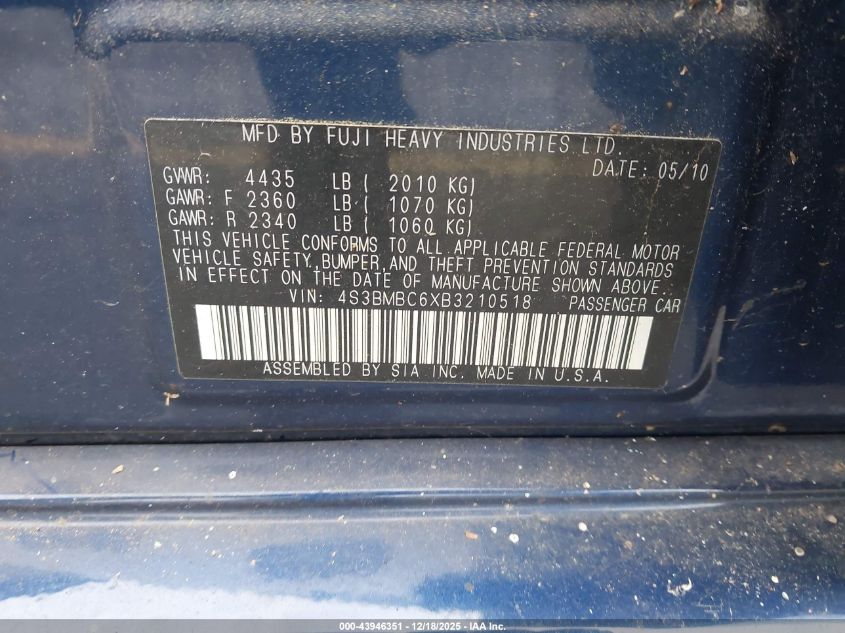 MFD BY FUJI HEAVY INDUSTRIES LTD.
DATE: 05/10
GVWR: 4435 LB ( 2010 KG)
GAWR: F 2360 LB ( 1070 KG)
GAWR: R 2340 LB ( 1060 KG)
THIS VEHICLE CONFORMS TO ALL APPLICABLE FEDERAL MOTOR
VEHICLE SAFETY, BUMPER, AND THEFT PREVENTION STANDARDS
IN EFFECT ON THE DATE OF MANUFACTURE SHOWN ABOVE.
VIN: 4S3BMBC6XB3210518 PASSENGER CAR
ASSEMBLED BY SIA INC. MADE IN U.S.A.
000-43946351 - 12/18/2025 - IAA Inc.